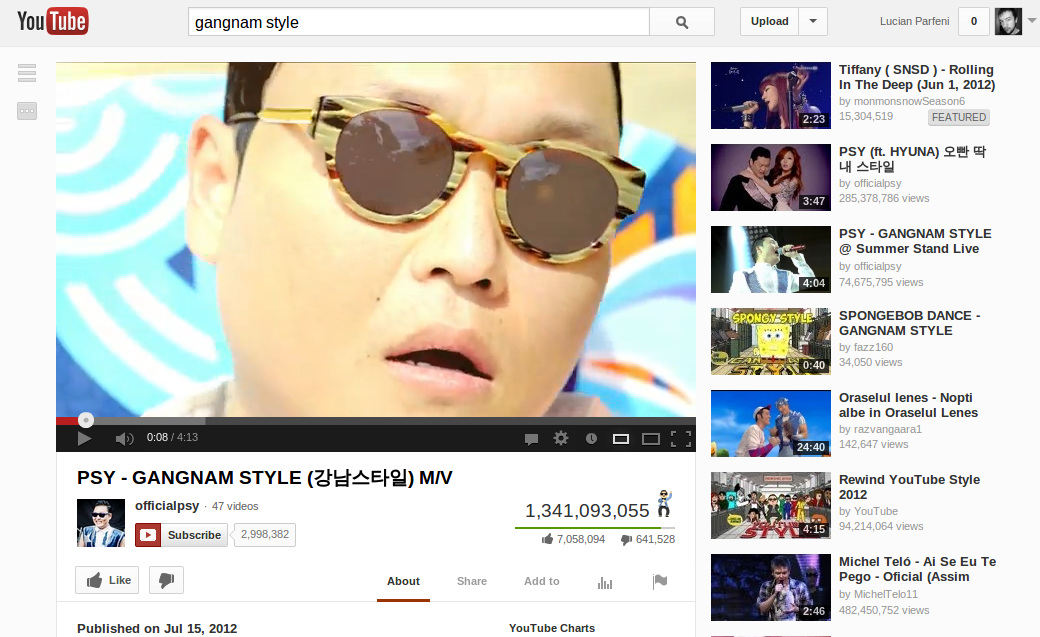 YouTube
gangnam style
Upload
Lucian Parfeni
0
0:08 / 4:13
PSY - GANGNAM STYLE (강남스타일) M/V
officialpsy · 47 videos
Subscribe
2,998,382
1,341,093,055
7,058,094
641,528
Like
About
Share
Add to
Published on Jul 15, 2012
YouTube Charts
2:23
Tiffany ( SNSD ) - Rolling
In The Deep (Jun 1, 2012)
by monmonsnowSeason6
15,304,519
FEATURED
3:47
PSY (ft. HYUNA) 오빤 딱
내 스타일
by officialpsy
285,378,786 views
4:04
PSY - GANGNAM STYLE
@ Summer Stand Live
by officialpsy
74,675,795 views
SPONGY STYLE
0:40
SPONGEBOB DANCE -
GANGNAM STYLE
by fazz160
34,050 views
24:40
Oraselul Ienes - Nopti
albe in Oraselul Lenes
by razvangaara1
142,647 views
4:15
Rewind YouTube Style
2012
by YouTube
94,214,064 views
2:46
Michel Teló - Ai Se Eu Te
Pego - Oficial (Assim
by MichelTelo11
482,450,752 views